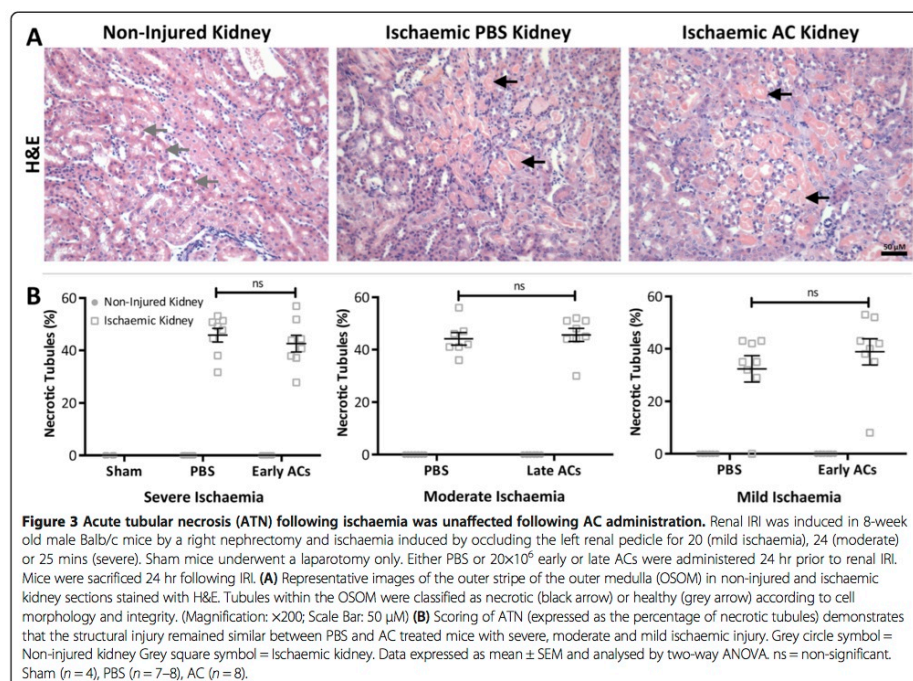 A Non-Injured Kidney Ischaemic PBS Kidney Ischaemic AC Kidney
H&E
50 µM
B
60 ns 60 ns 60 ns
Non-Injured Kidney
Ischaemic Kidney
Necrotic Tubules (%) Necrotic Tubules (%) Necrotic Tubules (%)
40 40 40
20 20 20
0 0 0
Sham PBS Early ACs PBS Late ACs PBS Early ACs
Severe Ischaemia Moderate Ischaemia Mild Ischaemia
Figure 3 Acute tubular necrosis (ATN) following ischaemia was unaffected following AC administration. Renal IRI was induced in 8-week
old male Balb/c mice by a right nephrectomy and ischaemia induced by occluding the left renal pedicle for 20 (mild ischaemia), 24 (moderate)
or 25 mins (severe). Sham mice underwent a laparotomy only. Either PBS or 20×10⁶ early or late ACs were administered 24 hr prior to renal IRI.
Mice were sacrificed 24 hr following IRI. (A) Representative images of the outer stripe of the outer medulla (OSOM) in non-injured and ischaemic
kidney sections stained with H&E. Tubules within the OSOM were classified as necrotic (black arrow) or healthy (grey arrow) according to cell
morphology and integrity. (Magnification: ×200; Scale Bar: 50 µM) (B) Scoring of ATN (expressed as the percentage of necrotic tubules) demonstrates
that the structural injury remained similar between PBS and AC treated mice with severe, moderate and mild ischaemic injury. Grey circle symbol =
Non-injured kidney Grey square symbol = Ischaemic kidney. Data expressed as mean ± SEM and analysed by two-way ANOVA. ns = non-significant.
Sham (n = 4), PBS (n = 7–8), AC (n = 8).